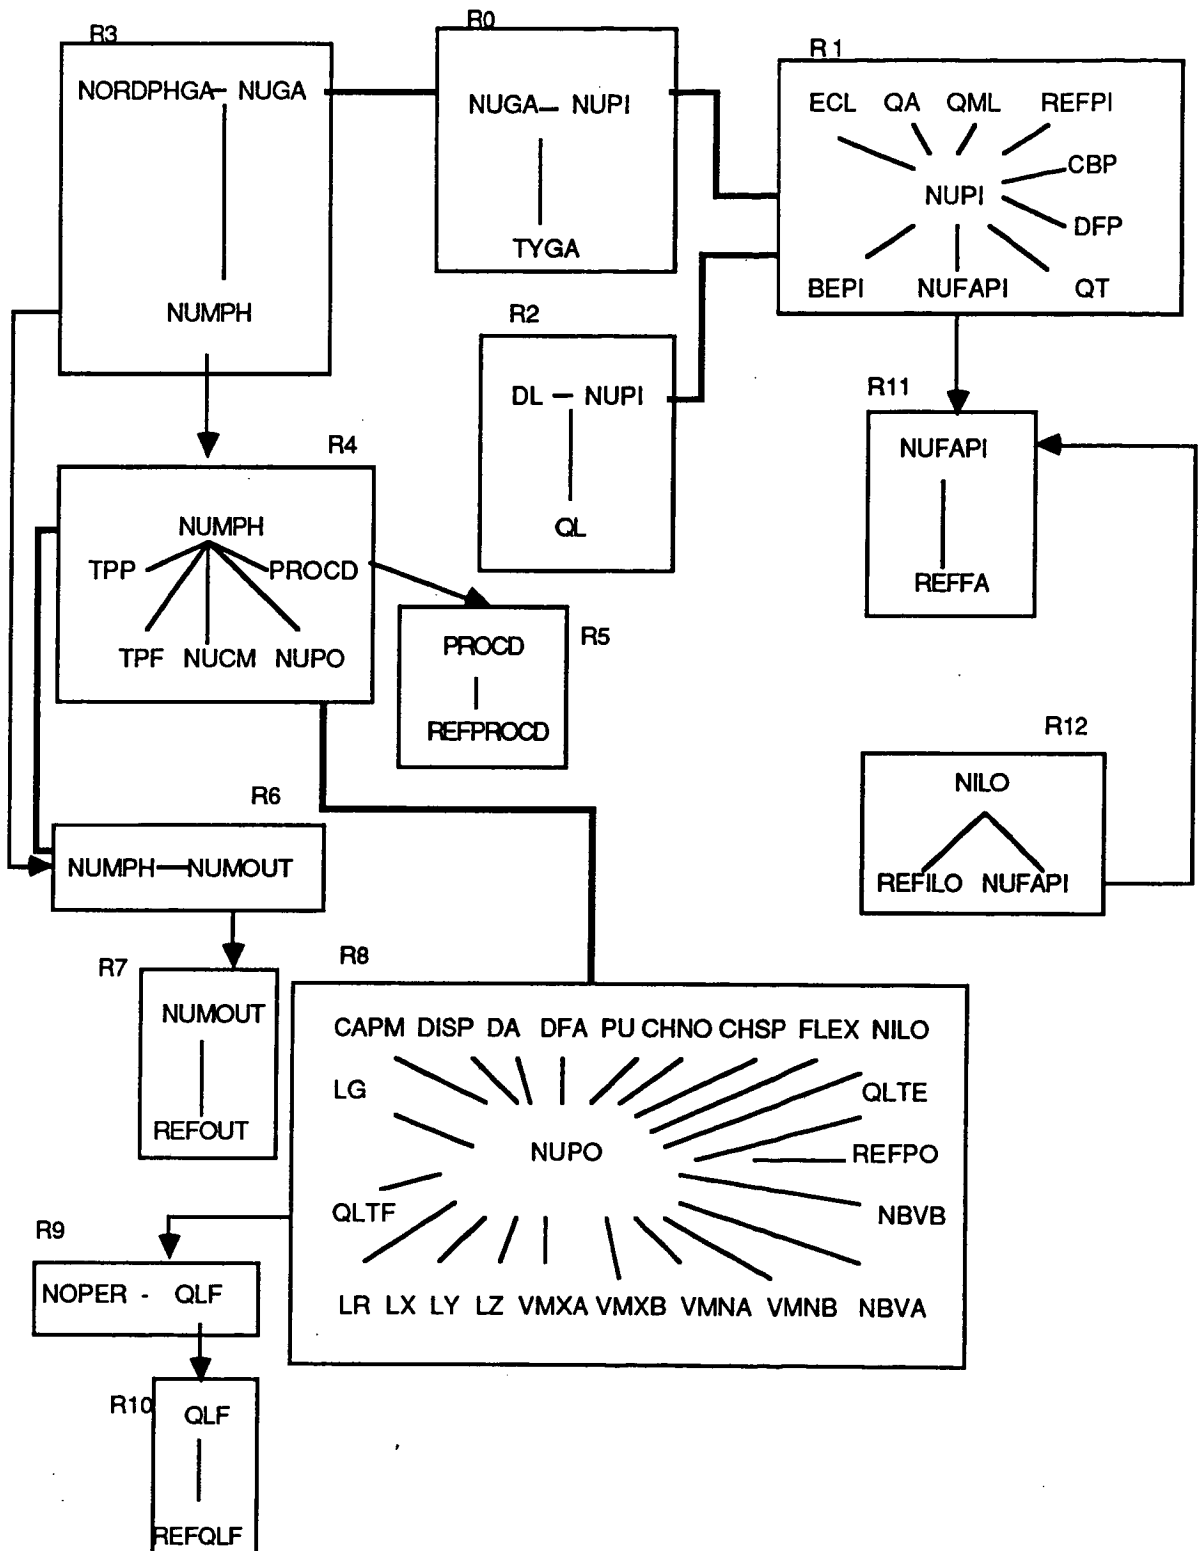 R3
R0
R1
NORDPHGA NUGA
NUGA NUPI
TYGA
ECL QA QML REFPI
CBP
NUPI
DFP
BEPI NUFAPI QT
NUMPH
R2
DL — NUPI
QL
R11
NUFAPI
REFFA
R4
NUMPH
TPP PROCD
TPF NUCM NUPO
R5
PROCD
REFPROCD
R12
NILO
REFILO NUFAPI
R6
NUMPH—NUMOUT
R7
NUMOUT
REFOUT
R8
CAPM DISP DA DFA PU CHNO CHSP FLEX NILO
LG
QLTE
NUPO
REFPO
QLTF
NBVB
LR LX LY LZ VMXA VMXB VMNA VMNB NBVA
R9
NOPER - QLF
R10
QLF
REFQLF